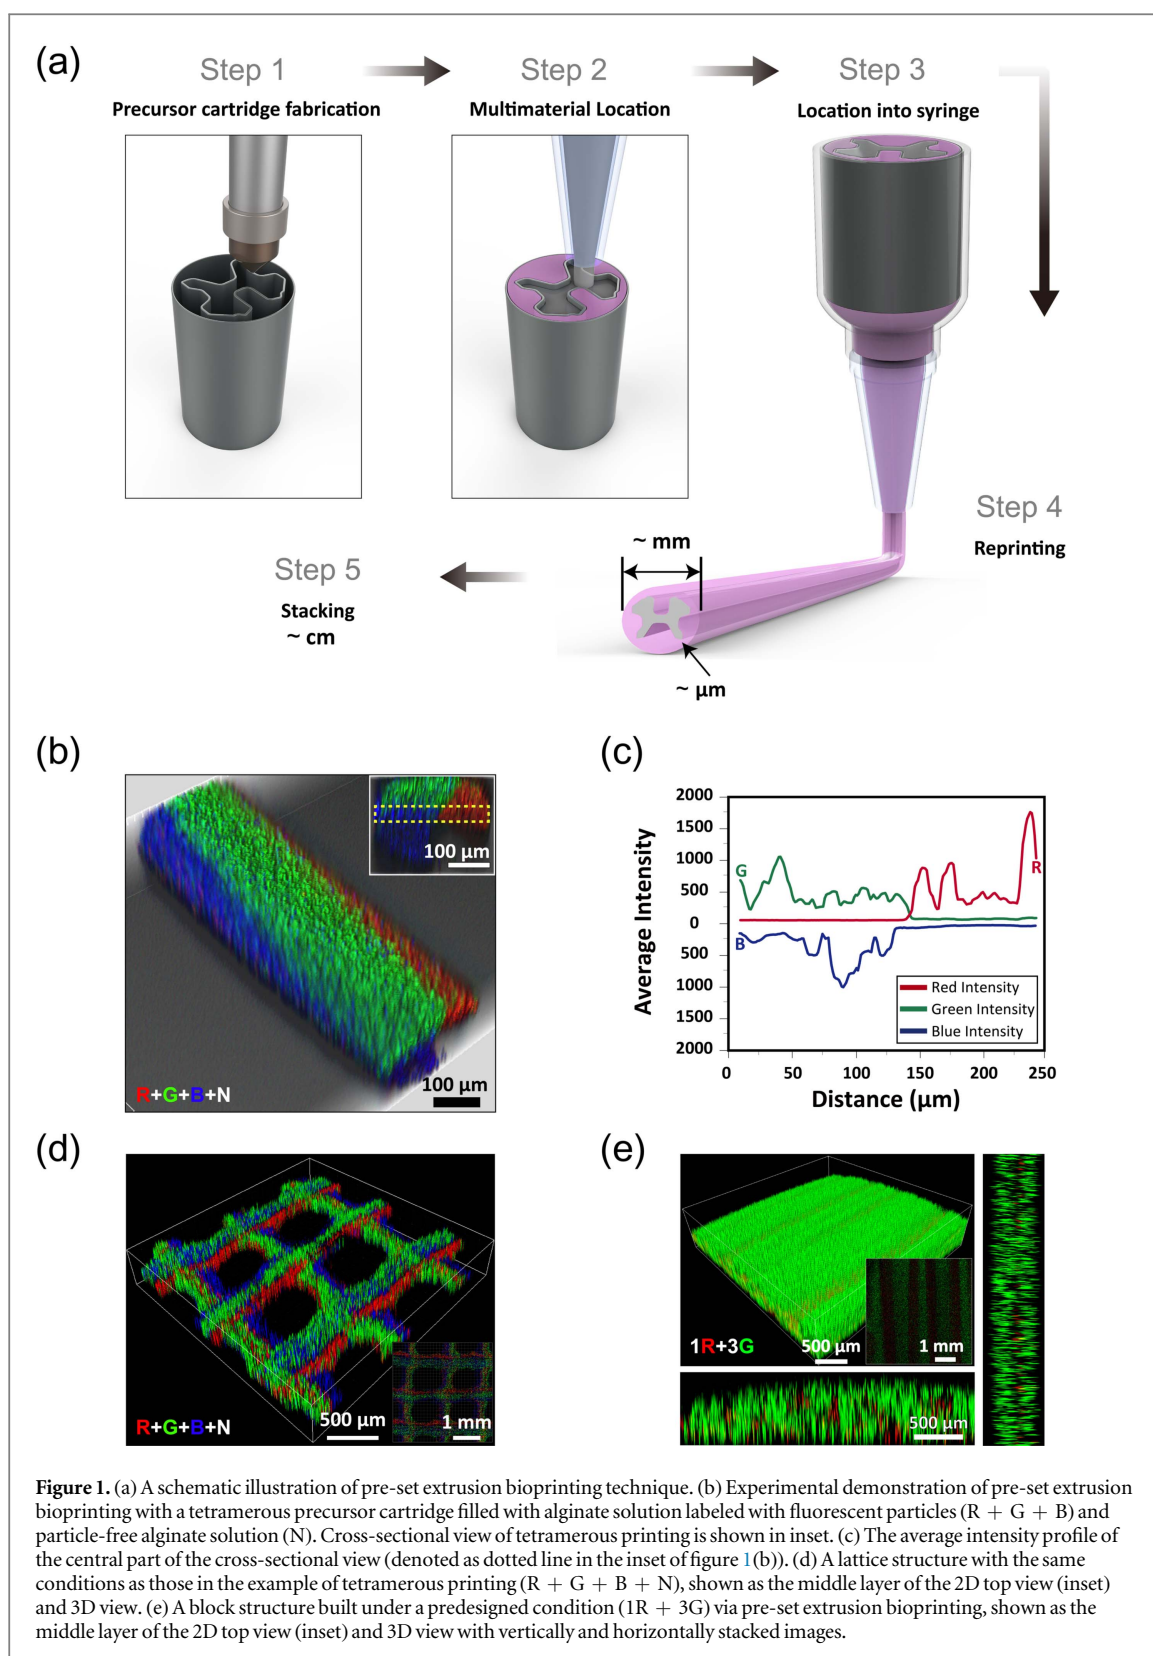 (a)
Step 1
Step 2
Step 3
Precursor cartridge fabrication
Multimaterial Location
Location into syringe
Step 4
Reprinting
~ mm
Step 5
Stacking
~ cm
~ µm
(b)
100 µm
R+G+B+N
100 µm
(c)
2000
1500
1000
500
0
500
1000
1500
2000
Average Intensity
G
R
B
Red Intensity
Green Intensity
Blue Intensity
0 50 100 150 200 250
Distance (µm)
(d)
R+G+B+N
500 µm
1 mm
(e)
1R+3G
500 µm
1 mm
500 µm
Figure 1. (a) A schematic illustration of pre-set extrusion bioprinting technique. (b) Experimental demonstration of pre-set extrusion
bioprinting with a tetramerous precursor cartridge filled with alginate solution labeled with fluorescent particles (R + G + B) and
particle-free alginate solution (N). Cross-sectional view of tetramerous printing is shown in inset. (c) The average intensity profile of
the central part of the cross-sectional view (denoted as dotted line in the inset of figure 1(b)). (d) A lattice structure with the same
conditions as those in the example of tetramerous printing (R + G + B + N), shown as the middle layer of the 2D top view (inset)
and 3D view. (e) A block structure built under a predesigned condition (1R + 3G) via pre-set extrusion bioprinting, shown as the
middle layer of the 2D top view (inset) and 3D view with vertically and horizontally stacked images.